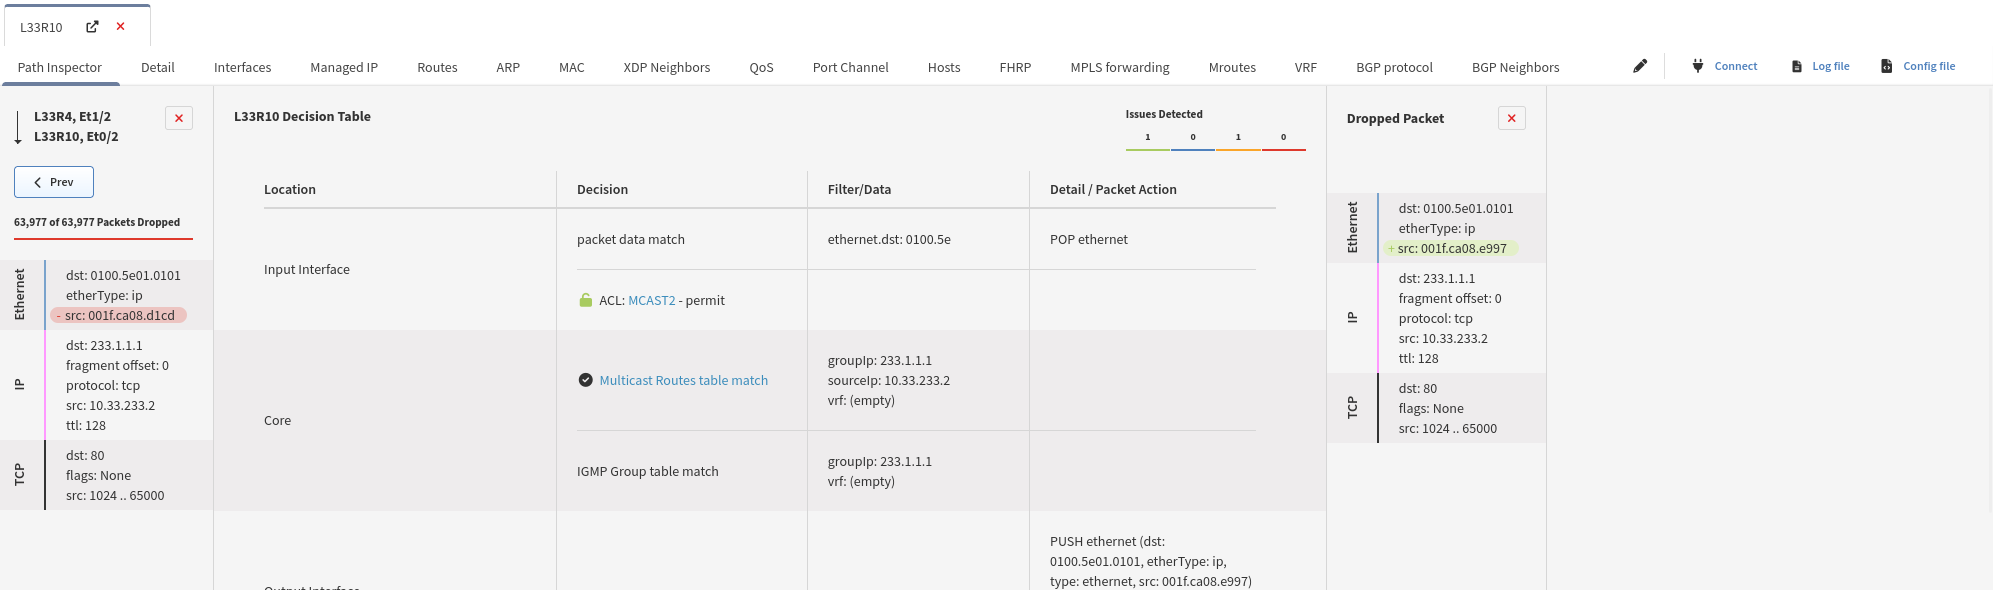 L33R10
Path Inspector Detail Interfaces Managed IP Routes ARP MAC XDP Neighbors QoS Port Channel Hosts FHRP MPLS forwarding Mroutes VRF BGP protocol BGP Neighbors Connect Log file Config file
L33R4, Et1/2
L33R10, Et0/2
Prev
63,977 of 63,977 Packets Dropped
Ethernet
dst: 0100.5e01.0101
etherType: ip
- src: 001f.ca08.d1cd
IP
dst: 233.1.1.1
fragment offset: 0
protocol: tcp
src: 10.33.233.2
ttl: 128
TCP
dst: 80
flags: None
src: 1024 .. 65000
L33R10 Decision Table
Issues Detected
1 0 1 0
Location Decision Filter/Data Detail / Packet Action
Input Interface
packet data match ethernet.dst: 0100.5e POP ethernet
ACL: MCAST2 - permit
Core
Multicast Routes table match
groupIp: 233.1.1.1
sourceIp: 10.33.233.2
vrf: (empty)
IGMP Group table match
groupIp: 233.1.1.1
vrf: (empty)
Output Interface
PUSH ethernet (dst:
0100.5e01.0101, etherType: ip,
type: ethernet, src: 001f.ca08.e997)
Dropped Packet
Ethernet
dst: 0100.5e01.0101
etherType: ip
+ src: 001f.ca08.e997
IP
dst: 233.1.1.1
fragment offset: 0
protocol: tcp
src: 10.33.233.2
ttl: 128
TCP
dst: 80
flags: None
src: 1024 .. 65000